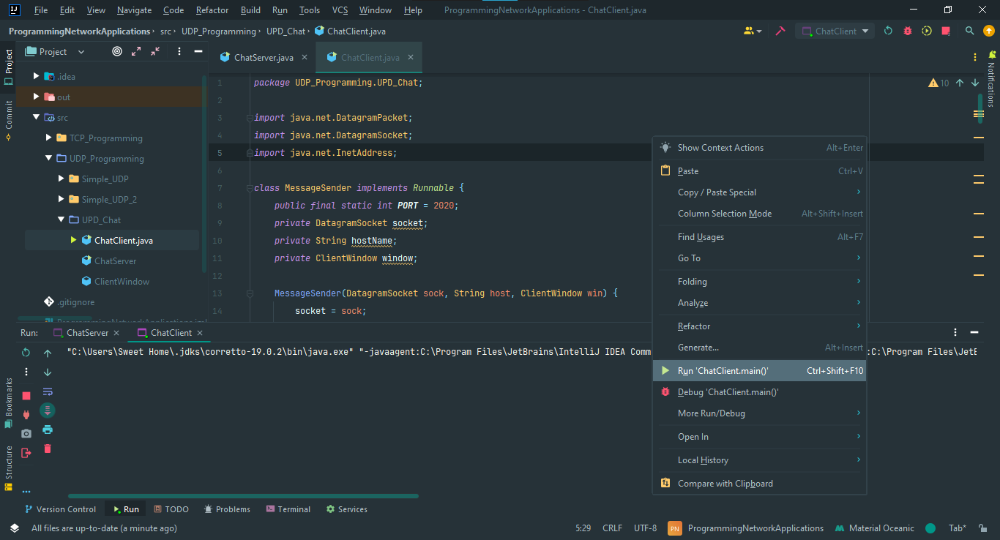 File Edit View Navigate Code Refactor Build Run Tools VCS Window Help ProgrammingNetworkApplications - ChatClient.java
ProgrammingNetworkApplications › src › UDP_Programming › UPD_Chat › ChatClient.java ChatClient
Project
ChatServer.java
ChatClient.java
.idea
out
src
TCP_Programming
UDP_Programming
Simple_UDP
Simple_UDP_2
UPD_Chat
ChatClient.java
ChatServer
ClientWindow
.gitignore
ProgrammingNetworkApplications.iml
Project
Commit
Bookmarks
Structure
Notifications
10
1 package UDP_Programming.UPD_Chat;
2
3 import java.net.DatagramPacket;
4 import java.net.DatagramSocket;
5 import java.net.InetAddress;
6
7 class MessageSender implements Runnable {
8 public final static int PORT = 2020;
9 private DatagramSocket socket;
10 private String hostName;
11 private ClientWindow window;
12
13 MessageSender(DatagramSocket sock, String host, ClientWindow win) {
14 socket = sock;
Show Context Actions Alt+Enter
Paste Ctrl+V
Copy / Paste Special
Column Selection Mode Alt+Shift+Insert
Find Usages Alt+F7
Go To
Folding
Analyze
Refactor
Generate... Alt+Insert
Run 'ChatClient.main()' Ctrl+Shift+F10
Debug 'ChatClient.main()'
More Run/Debug
Open In
Local History
Compare with Clipboard
Run: ChatServer ChatClient
"C:\Users\Sweet Home\.jdks\corretto-19.0.2\bin\java.exe" "-javaagent:C:\Program Files\JetBrains\IntelliJ IDEA Comm :C:\Program Files\JetB
Version Control Run TODO Problems Terminal Services
All files are up-to-date (a minute ago) 5:29 CRLF UTF-8 PN ProgrammingNetworkApplications Material Oceanic Tab*